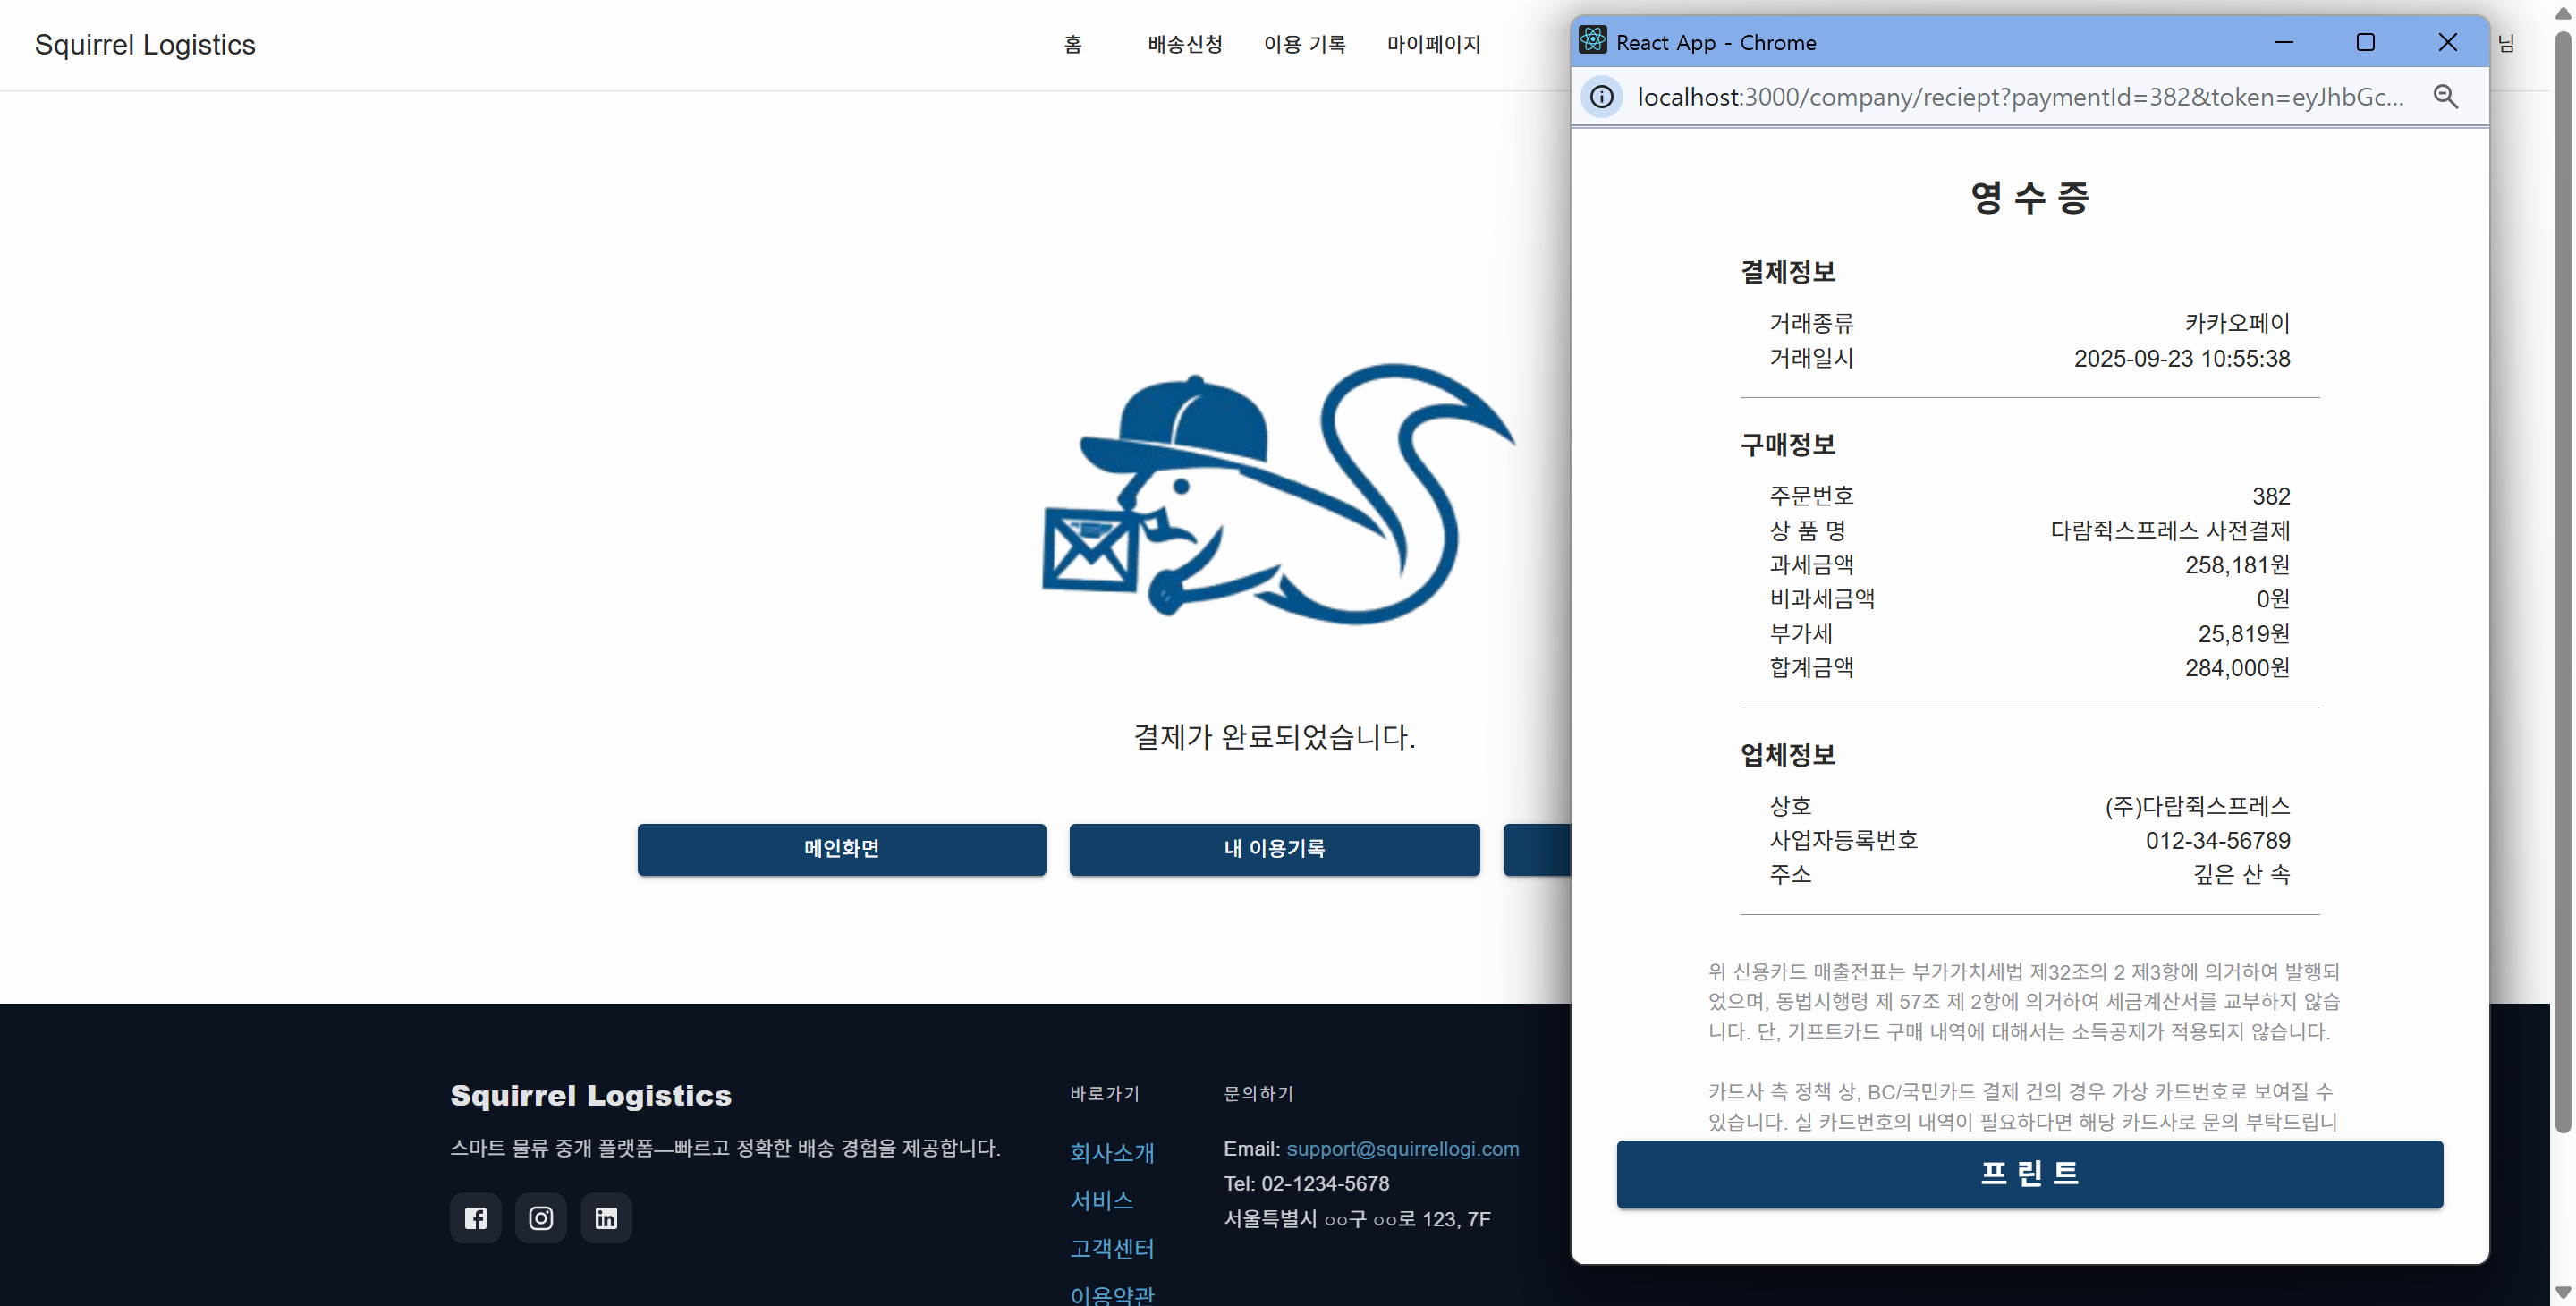 Squirrel Logistics
홈 배송신청 이용 기록 마이페이지
님
결제가 완료되었습니다.
메인화면
내 이용기록
Squirrel Logistics
스마트 물류 중개 플랫폼—빠르고 정확한 배송 경험을 제공합니다.
바로가기
회사소개
서비스
고객센터
이용약관
문의하기
Email: support@squirrellogi.com
Tel: 02-1234-5678
서울특별시 ○○구 ○○로 123, 7F
React App - Chrome
localhost:3000/company/reciept?paymentId=382&token=eyJhbGc...
영 수 증
결제정보
거래종류 카카오페이
거래일시 2025-09-23 10:55:38
구매정보
주문번호 382
상 품 명 다람쥑스프레스 사전결제
과세금액 258,181원
비과세금액 0원
부가세 25,819원
합계금액 284,000원
업체정보
상호 (주)다람쥑스프레스
사업자등록번호 012-34-56789
주소 깊은 산 속
위 신용카드 매출전표는 부가가치세법 제32조의 2 제3항에 의거하여 발행되
었으며, 동법시행령 제 57조 제 2항에 의거하여 세금계산서를 교부하지 않습
니다. 단, 기프트카드 구매 내역에 대해서는 소득공제가 적용되지 않습니다.
카드사 측 정책 상, BC/국민카드 결제 건의 경우 가상 카드번호로 보여질 수
있습니다. 실 카드번호의 내역이 필요하다면 해당 카드사로 문의 부탁드립니
프 린 트